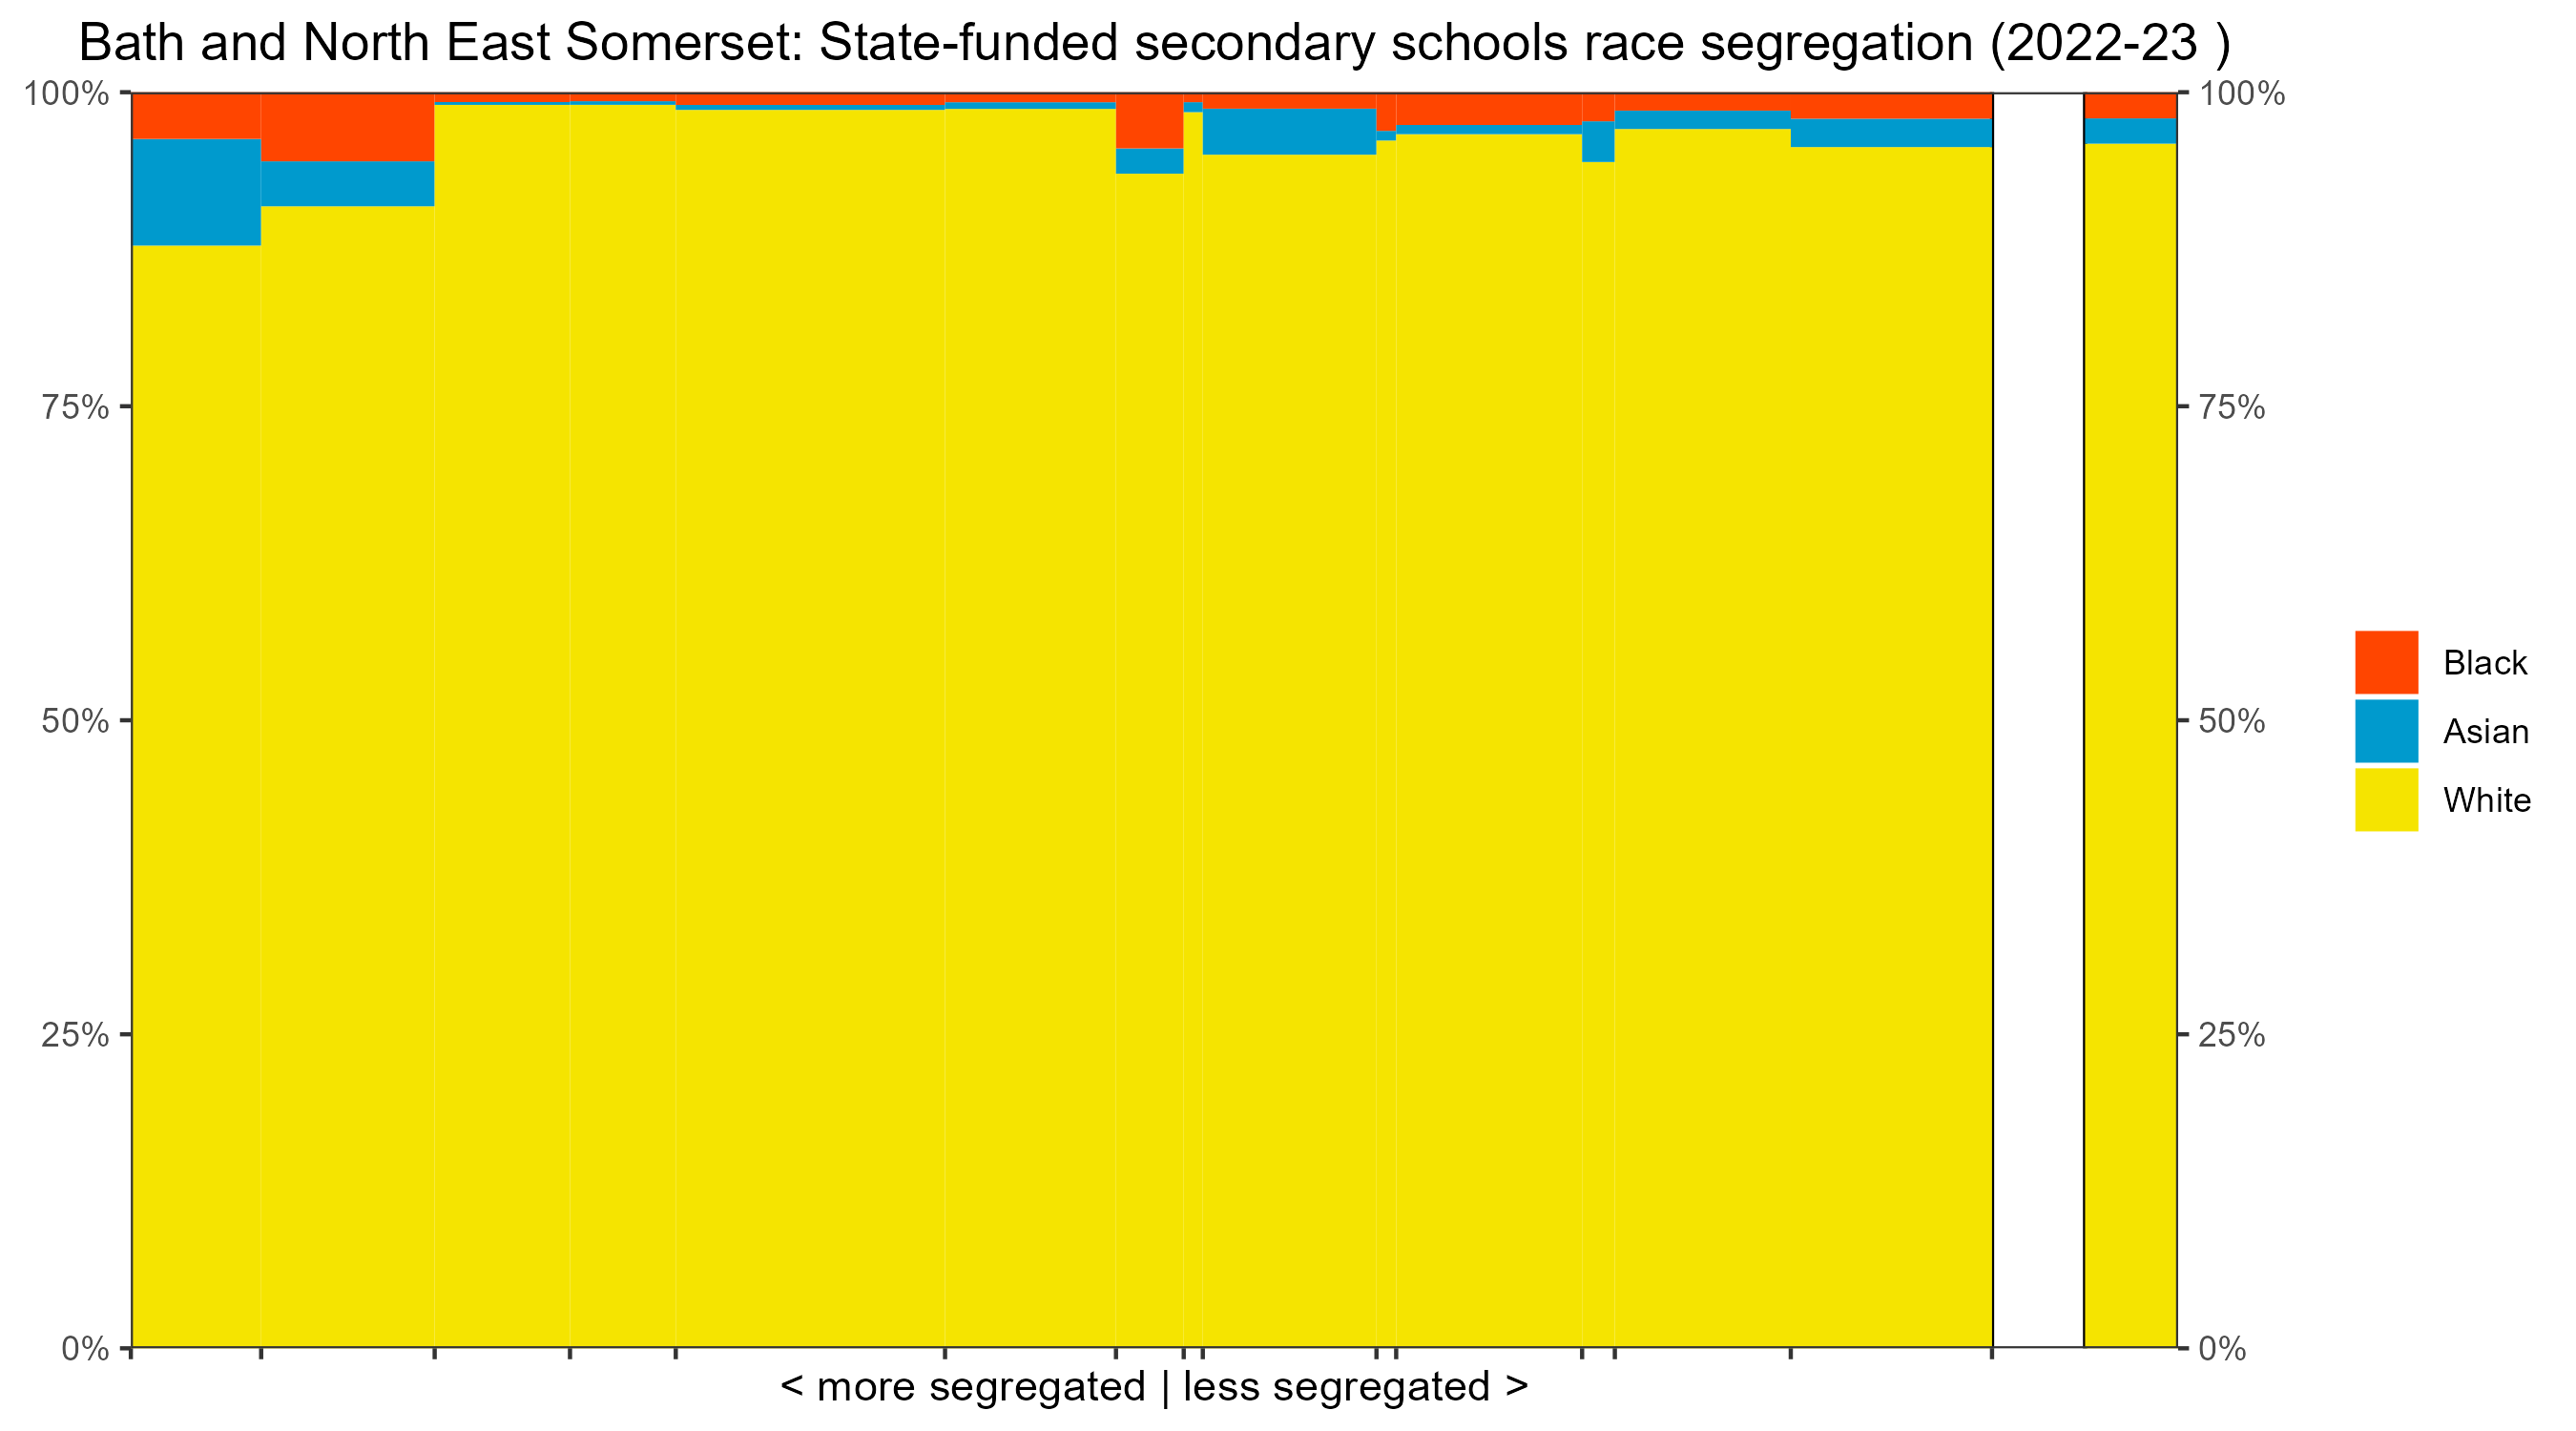 Bath and North East Somerset: State-funded secondary schools race segregation (2022-23 )
100%
100%
75%
75%
50%
50%
25%
25%
0%
0%
Black
Asian
White
< more segregated | less segregated >